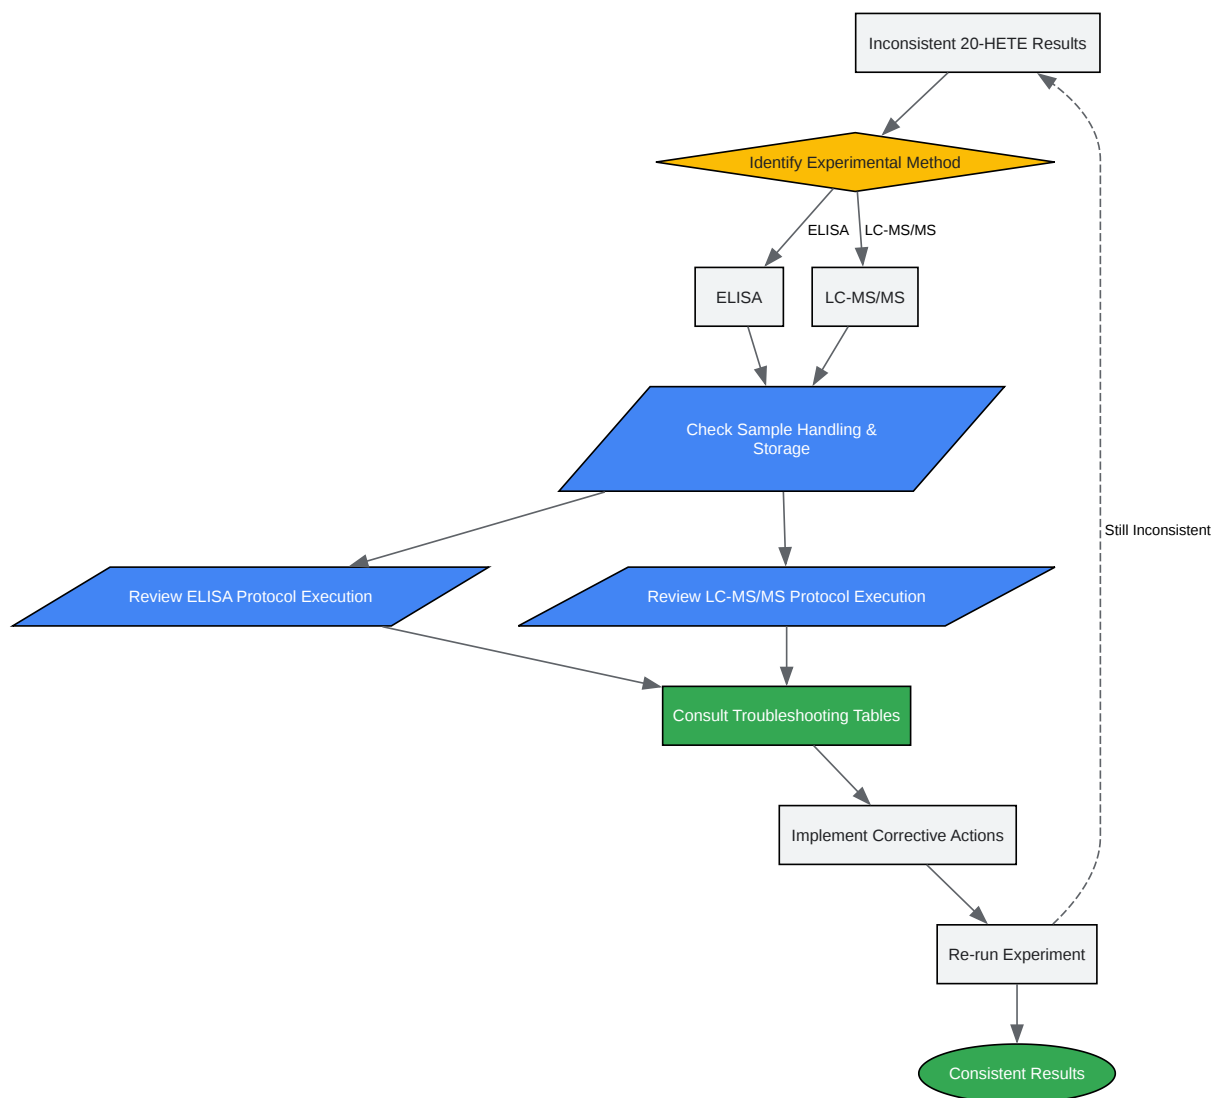 Inconsistent 20-HETE Results
Identify Experimental Method
ELISA
LC-MS/MS
ELISA
LC-MS/MS
Check Sample Handling &
Storage
Still Inconsistent
Review ELISA Protocol Execution
Review LC-MS/MS Protocol Execution
Consult Troubleshooting Tables
Implement Corrective Actions
Re-run Experiment
Consistent Results